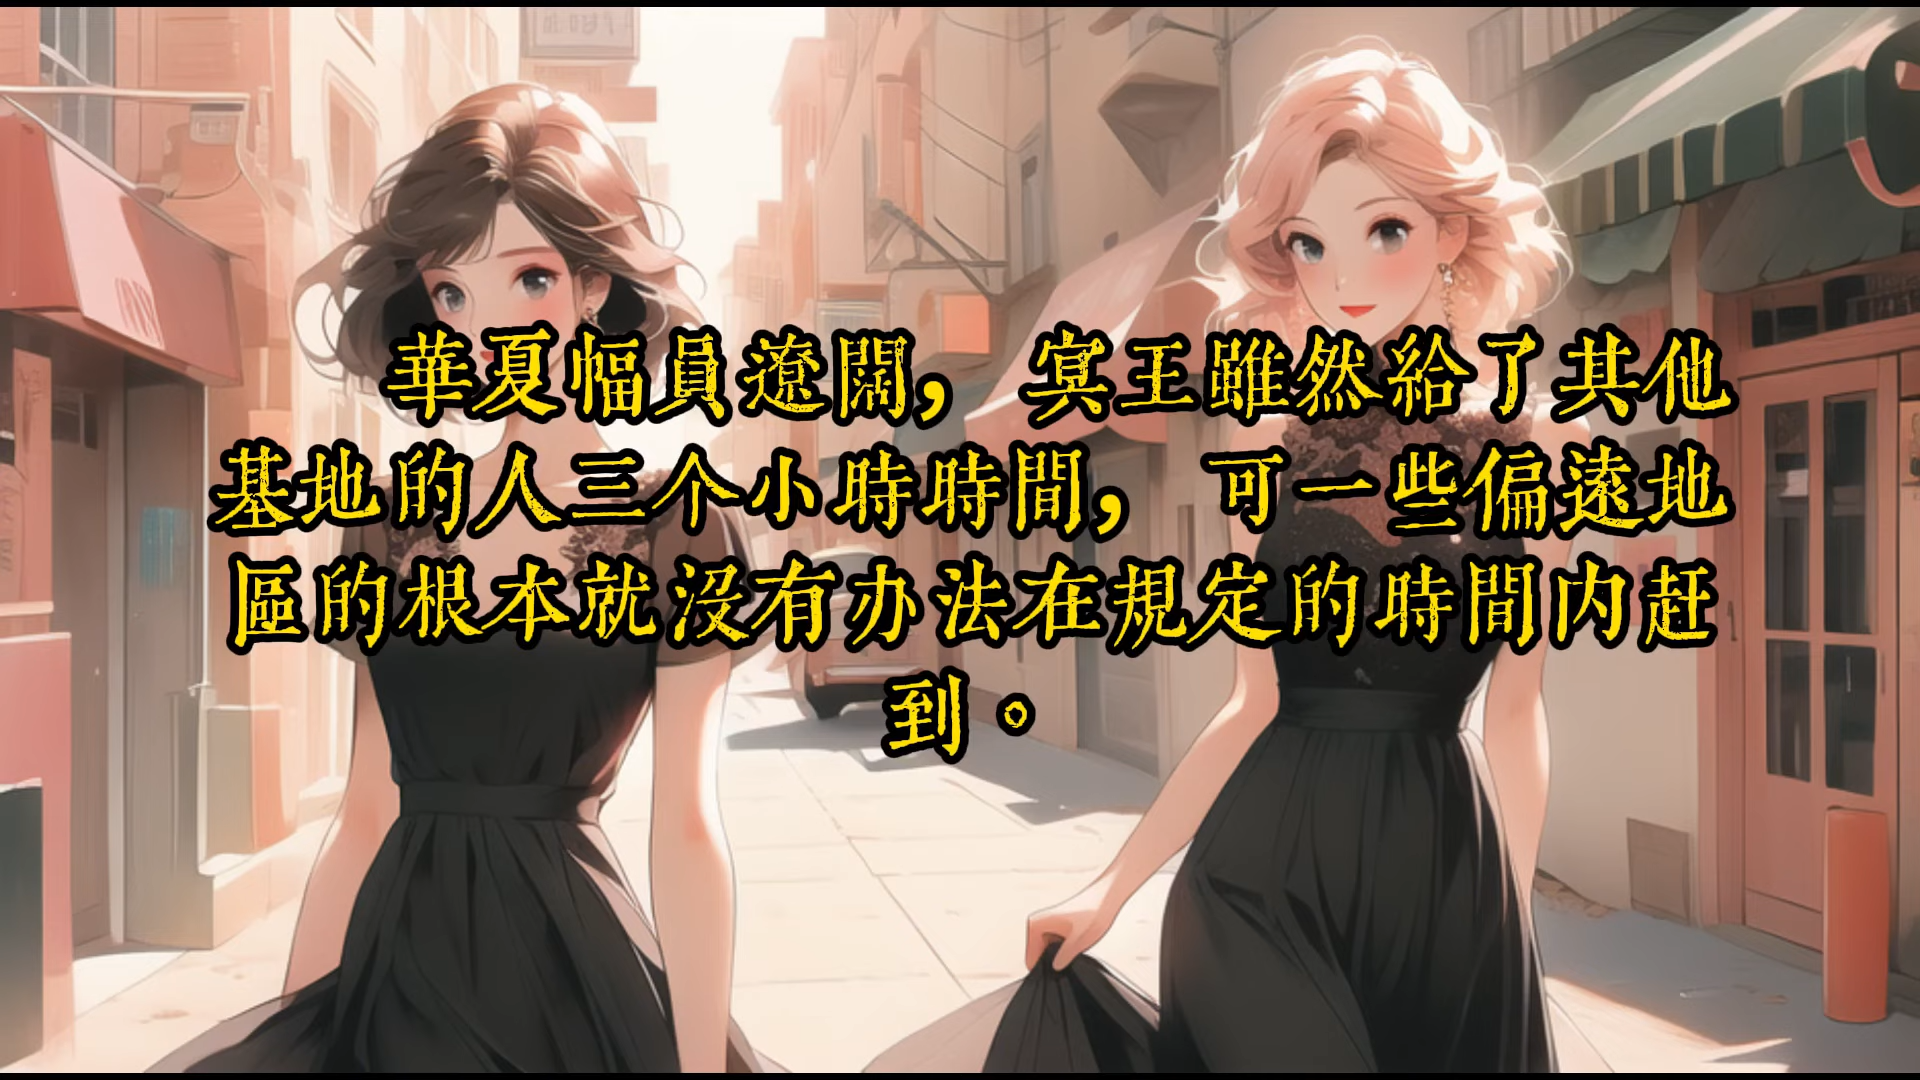 華夏幅員遼闊，冥王雖然給了其他
基地的人三个小時時間，可一些偏遠地
區的根本就沒有办法在規定的時間内赶
到。